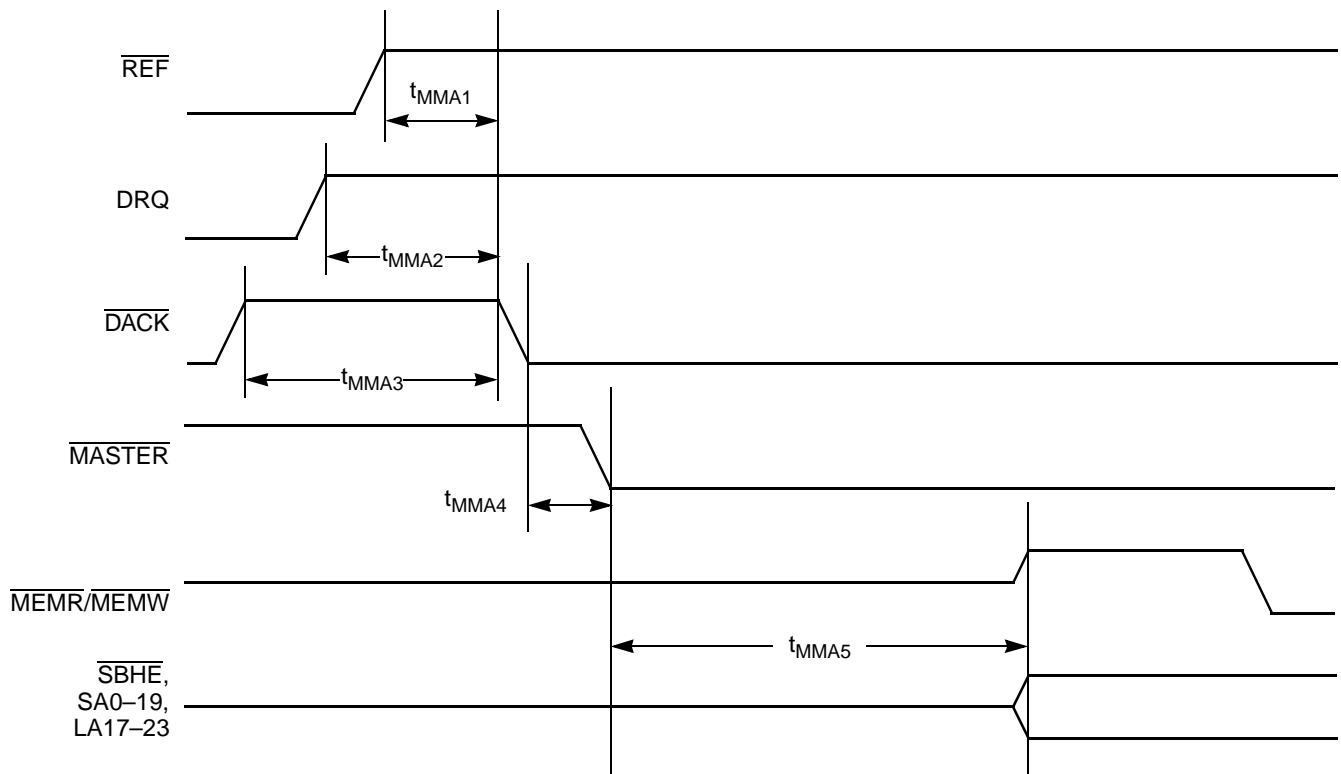 REF
tMMA1
DRQ
tMMA2
DACK
tMMA3
MASTER
tMMA4
MEMR/MEMW
tMMA5
SBHE,
SA0–19,
LA17–23